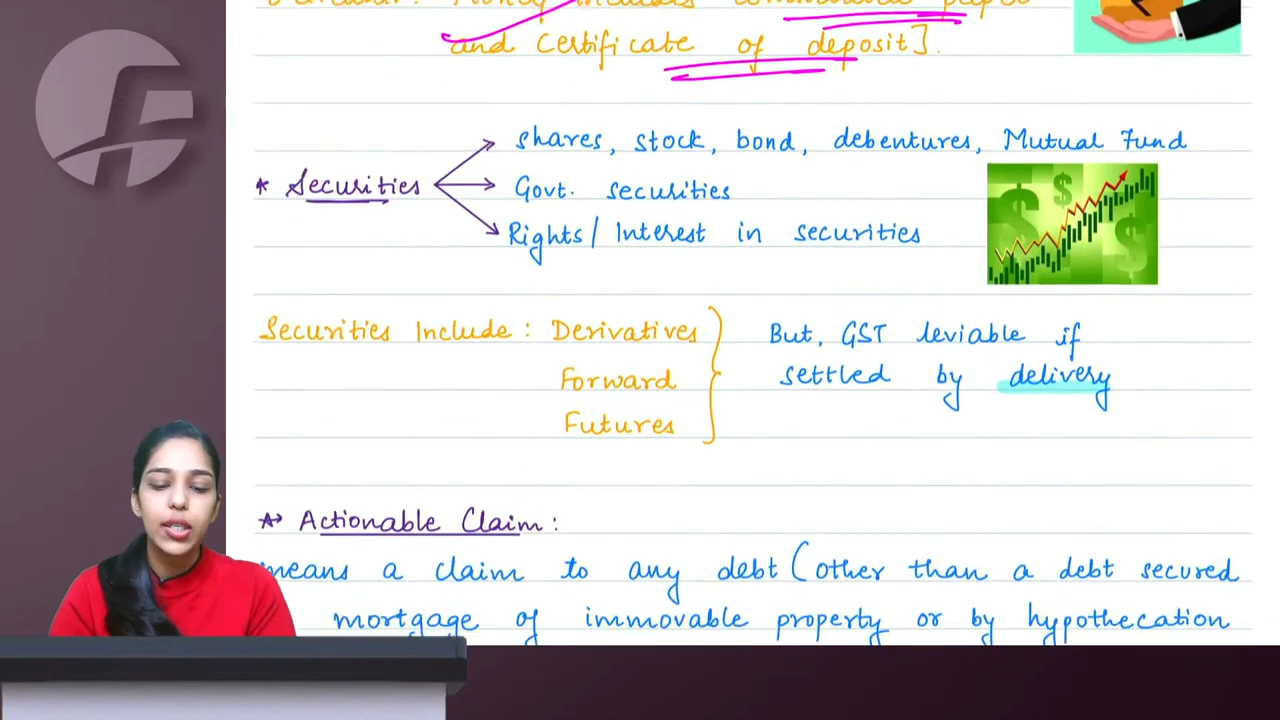 and Certificate of deposit].
shares, stock, bond, debentures, Mutual Fund
* Securities
Govt. securities
Rights/ Interest in securities
Securities Include : Derivatives
But, GST leviable if
settled by delivery
Forward
Futures
* Actionable Claim :
means a claim to any debt (other than a debt secured
mortgage of immovable property or by hypothecation